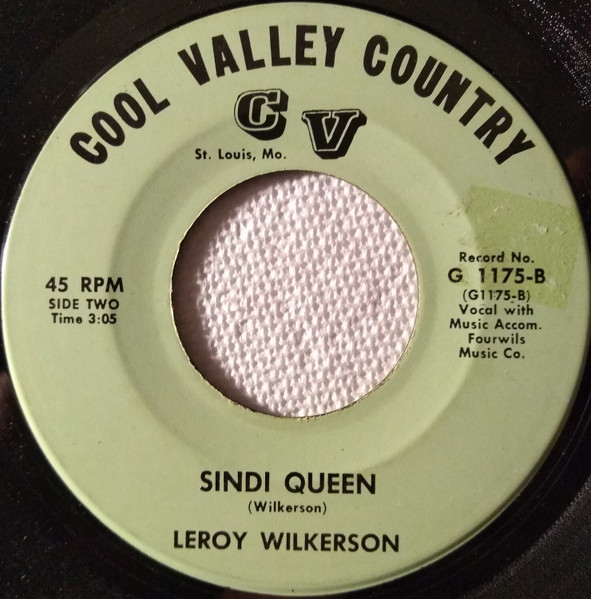 COOL VALLEY COUNTRY
C V
St. Louis, Mo.
45 RPM
SIDE TWO
Time 3:05
Record No.
G 1175-B
(G1175-B)
Vocal with
Music Accom.
Fourwils
Music Co.
SINDI QUEEN
(Wilkerson)
LEROY WILKERSON